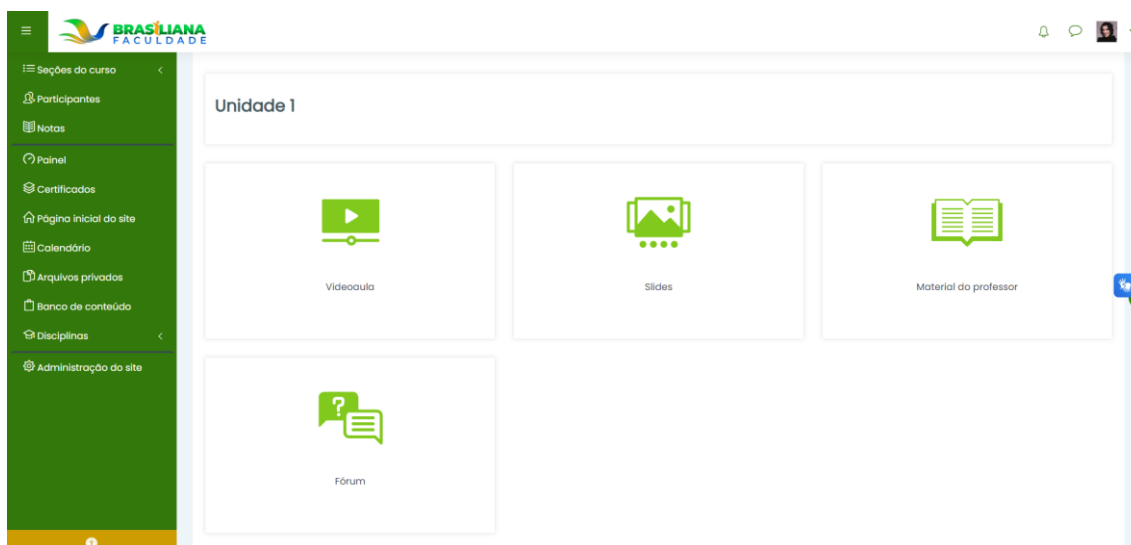 BRASILIANA
FACULDADE
Seções do curso
Participantes
Notas
Painel
Certificados
Página inicial do site
Calendário
Arquivos privados
Banco de conteúdo
Disciplinas
Administração do site
Unidade 1
Videoaula
Slides
Material do professor
?
Fórum